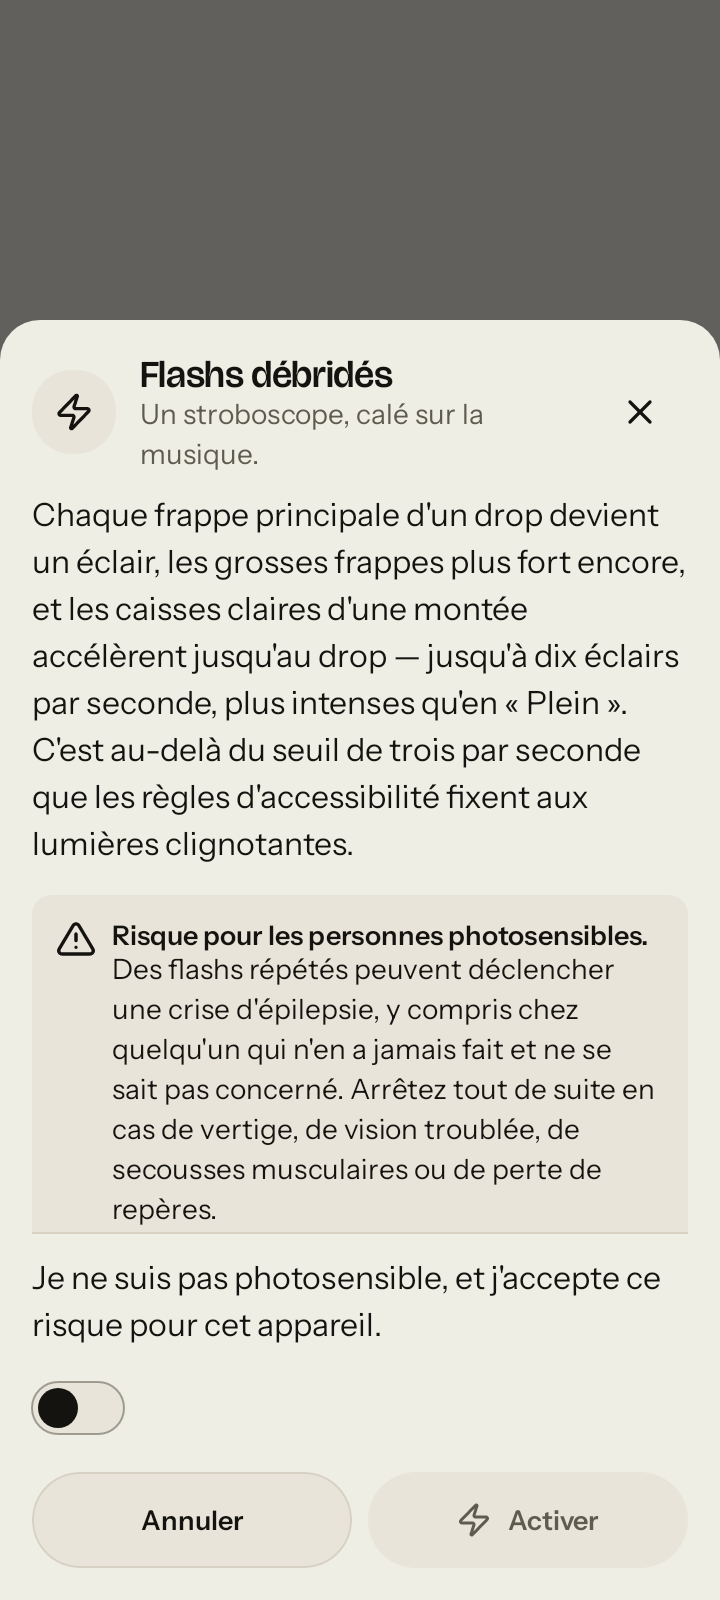 Flashs débridés
Un stroboscope, calé sur la
musique.
Chaque frappe principale d'un drop devient
un éclair, les grosses frappes plus fort encore,
et les caisses claires d'une montée
accélèrent jusqu'au drop — jusqu'à dix éclairs
par seconde, plus intenses qu'en « Plein ».
C'est au-delà du seuil de trois par seconde
que les règles d'accessibilité fixent aux
lumières clignotantes.
Risque pour les personnes photosensibles.
Des flashs répétés peuvent déclencher
une crise d'épilepsie, y compris chez
quelqu'un qui n'en a jamais fait et ne se
sait pas concerné. Arrêtez tout de suite en
cas de vertige, de vision troublée, de
secousses musculaires ou de perte de
repères.
Je ne suis pas photosensible, et j'accepte ce
risque pour cet appareil.
Annuler
Activer